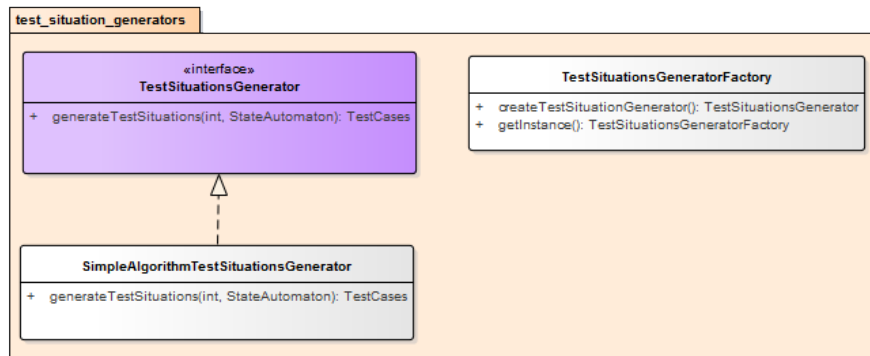 test_situation_generators
«interface»
TestSituationsGenerator
+ generateTestSituations(int, StateAutomaton): TestCases
TestSituationsGeneratorFactory
+ createTestSituationGenerator(): TestSituationsGenerator
+ getInstance(): TestSituationsGeneratorFactory
SimpleAlgorithmTestSituationsGenerator
+ generateTestSituations(int, StateAutomaton): TestCases